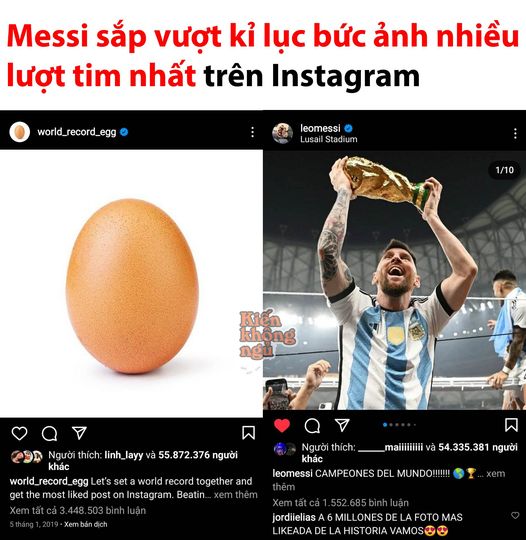 Messi sắp vượt kỉ lục bức ảnh nhiều
lượt tim nhất trên Instagram
world_record_egg
Kiến
không
ngủ
Người thích: linh_layy và 55.872.376 người
khác
world_record_egg Let's set a world record together and
get the most liked post on Instagram. Beatin... xem thêm
Xem tất cả 3.448.503 bình luận
5 tháng 1, 2019 • Xem bản dịch
leomessi
Lusail Stadium
1/10
Người thích: _____maiiiiiiiii và 54.335.381 người
khác
leomessi CAMPEONES DEL MUNDO!!!!!!! 🌎🏆... xem
thêm
Xem tất cả 1.552.685 bình luận
jordiielias A 6 MILLONES DE LA FOTO MAS
LIKEADA DE LA HISTORIA VAMOS😍😍